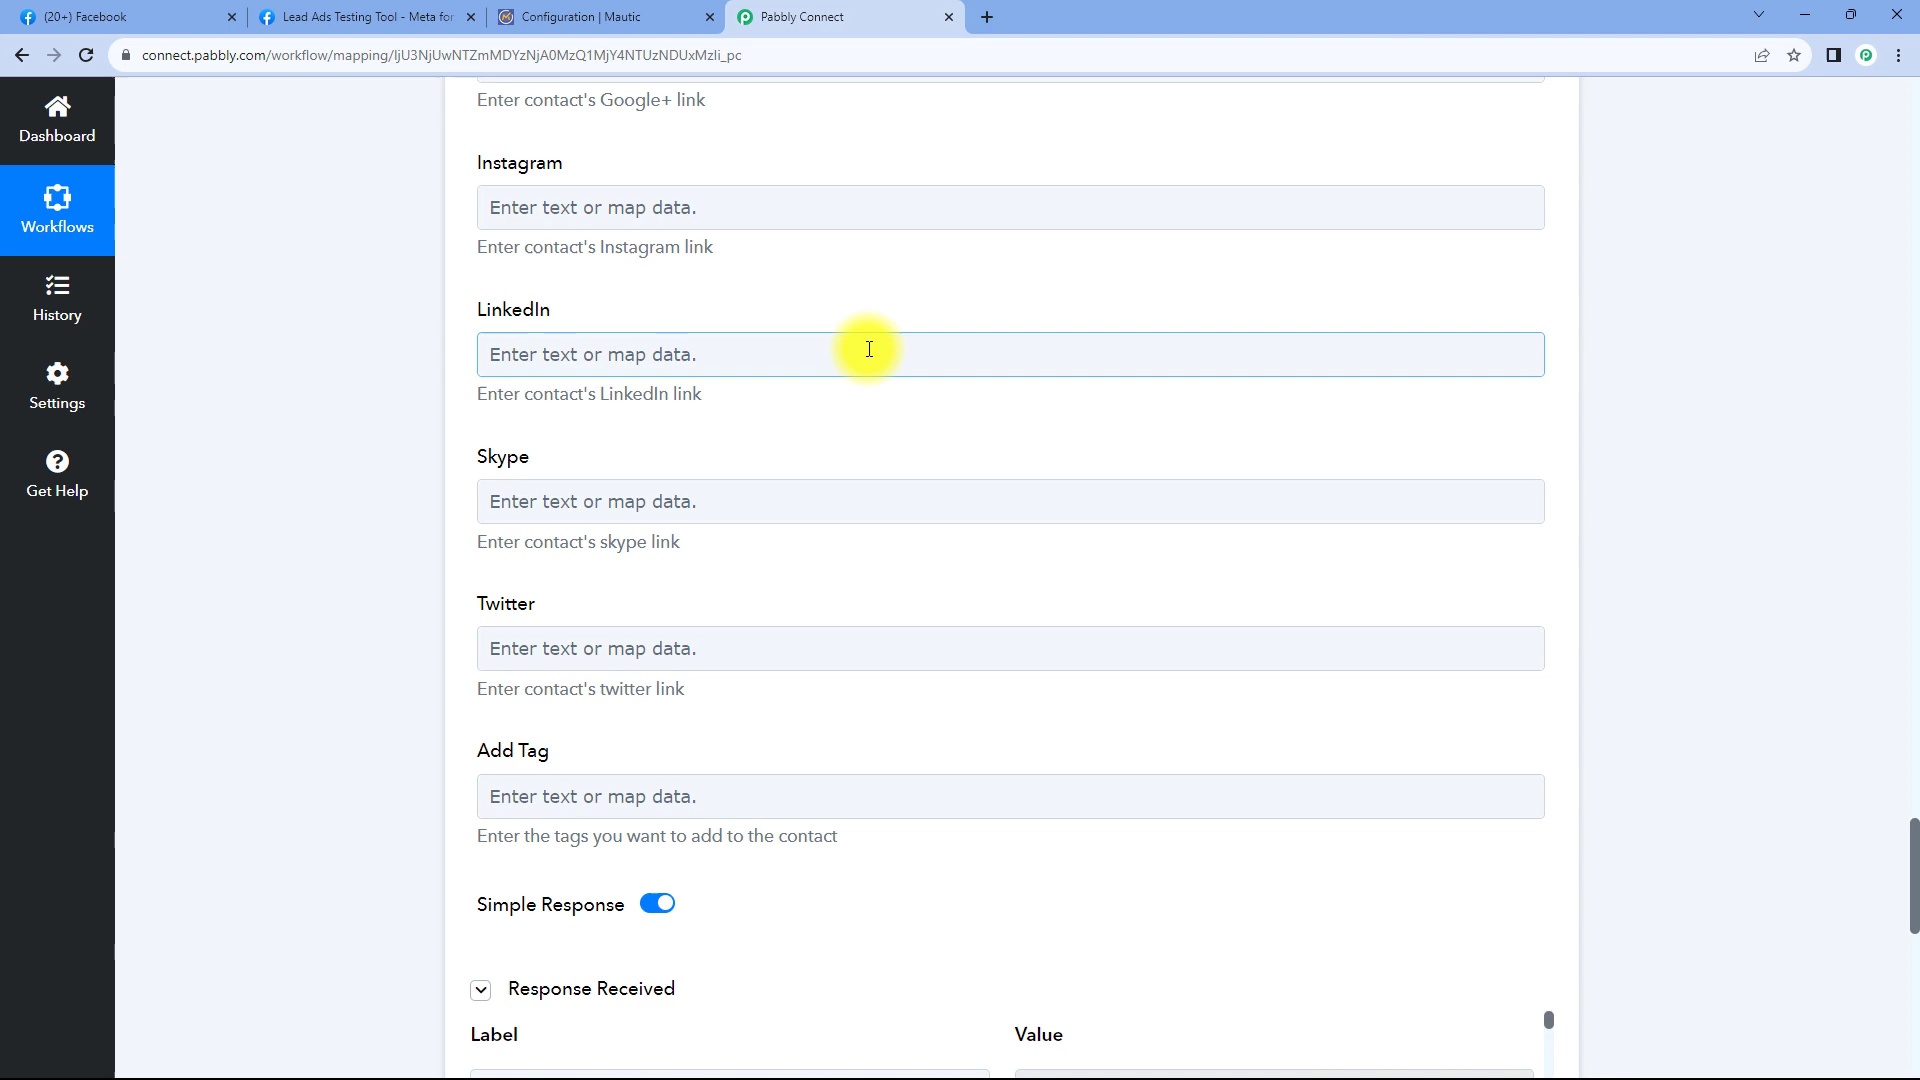 (20+) Facebook
Lead Ads Testing Tool - Meta for
Configuration | Mautic
Pabbly Connect
connect.pabbly.com/workflow/mapping/IjU3NjUwNTZmMDYzNjA0MzQ1MjY4NTUzNDUxMzIi_pc
Dashboard
Workflows
History
Settings
Get Help
Enter contact's Google+ link
Instagram
Enter text or map data.
Enter contact's Instagram link
LinkedIn
Enter text or map data.
Enter contact's LinkedIn link
Skype
Enter text or map data.
Enter contact's skype link
Twitter
Enter text or map data.
Enter contact's twitter link
Add Tag
Enter text or map data.
Enter the tags you want to add to the contact
Simple Response
Response Received
Label
Value